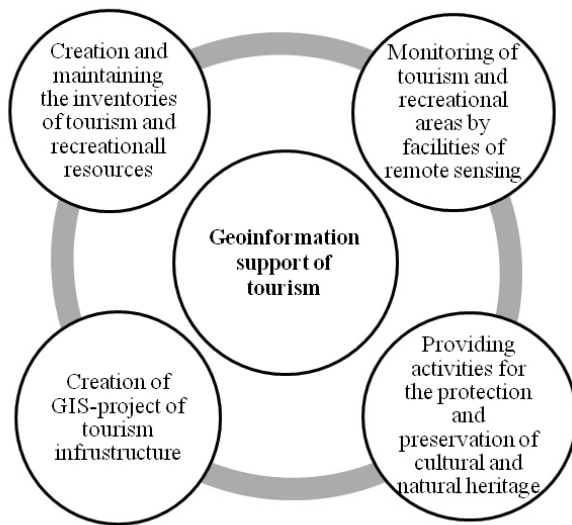 Creation and
maintaining
the inventories
of tourism and
recreationall
resources
Monitoring of
tourism and
recreational
areas by
facilities of
remote sensing
Geoinformation
support of
tourism
Creation of
GIS-project of
tourism
infrustructure
Providing
activities for
the protection
and
preservation of
cultural and
natural heritage